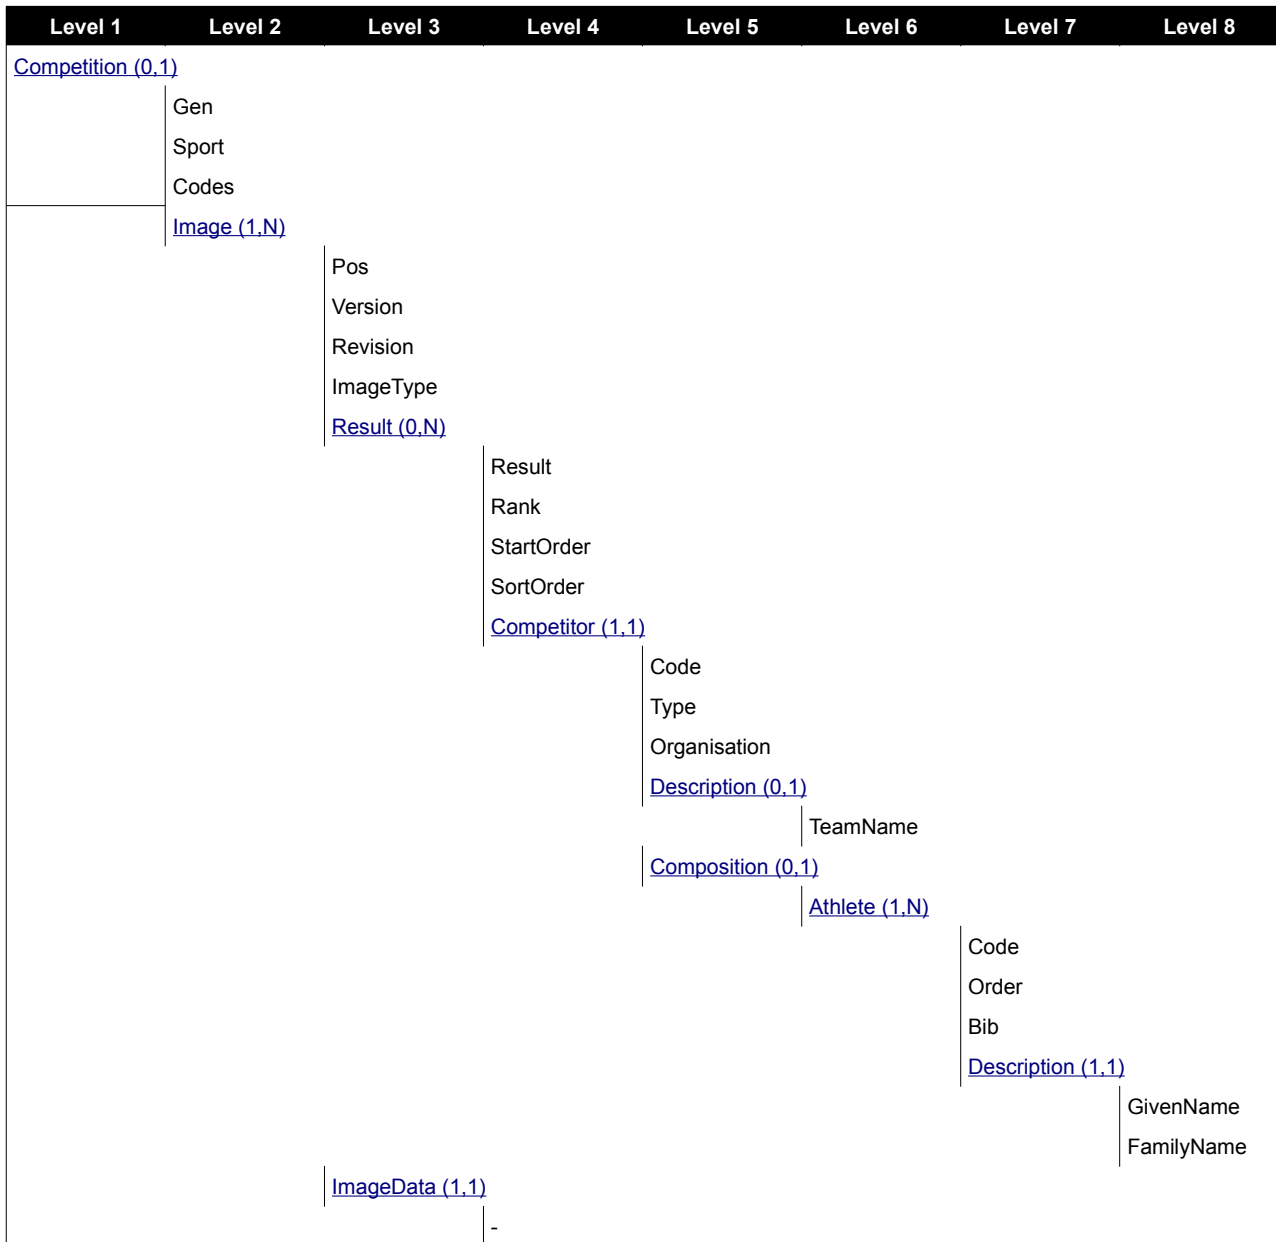 Level 1 Level 2 Level 3 Level 4 Level 5 Level 6 Level 7 Level 8
Competition (0,1)
Gen
Sport
Codes
Image (1,N)
Pos
Version
Revision
ImageType
Result (0,N)
Result
Rank
StartOrder
SortOrder
Competitor (1,1)
Code
Type
Organisation
Description (0,1)
TeamName
Composition (0,1)
Athlete (1,N)
Code
Order
Bib
Description (1,1)
GivenName
FamilyName
ImageData (1,1)
-